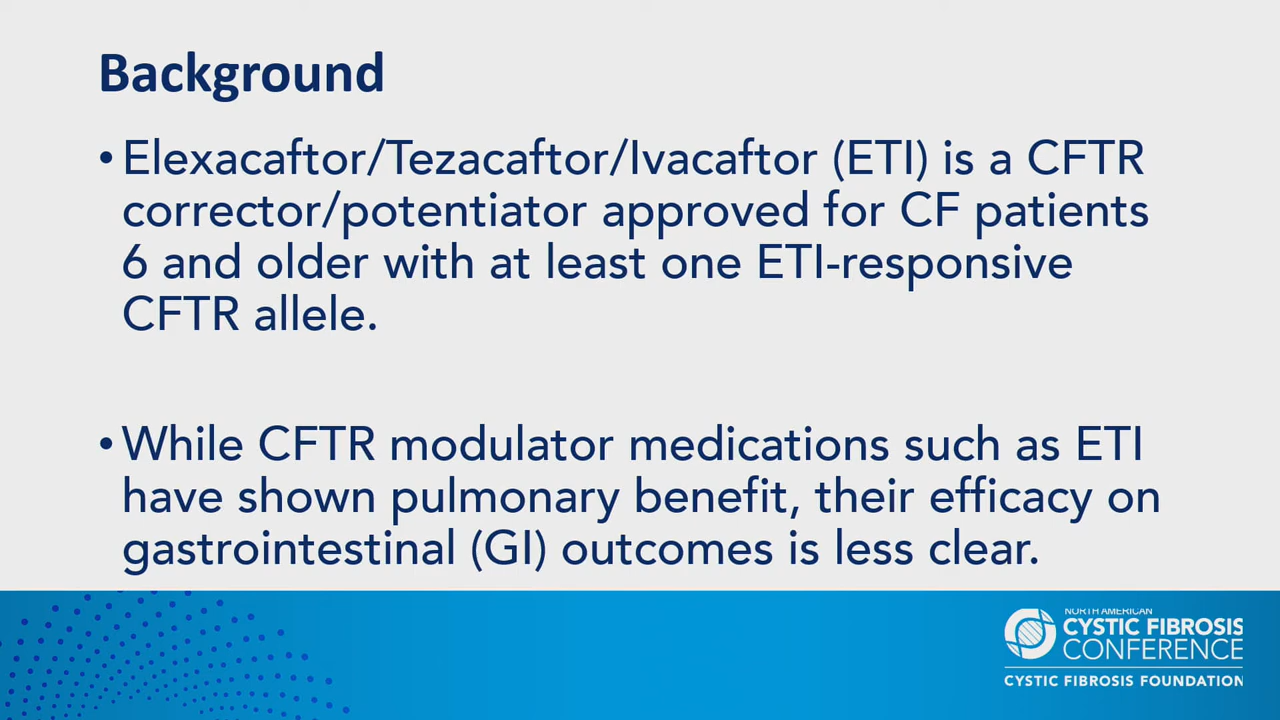 Background
• Elexacaftor/Tezacaftor/Ivacaftor (ETI) is a CFTR
corrector/potentiator approved for CF patients
6 and older with at least one ETI-responsive
CFTR allele.
• While CFTR modulator medications such as ETI
have shown pulmonary benefit, their efficacy on
gastrointestinal (GI) outcomes is less clear.
NORTH AMERICAN
CYSTIC FIBROSIS
CONFERENCE
CYSTIC FIBROSIS FOUNDATION